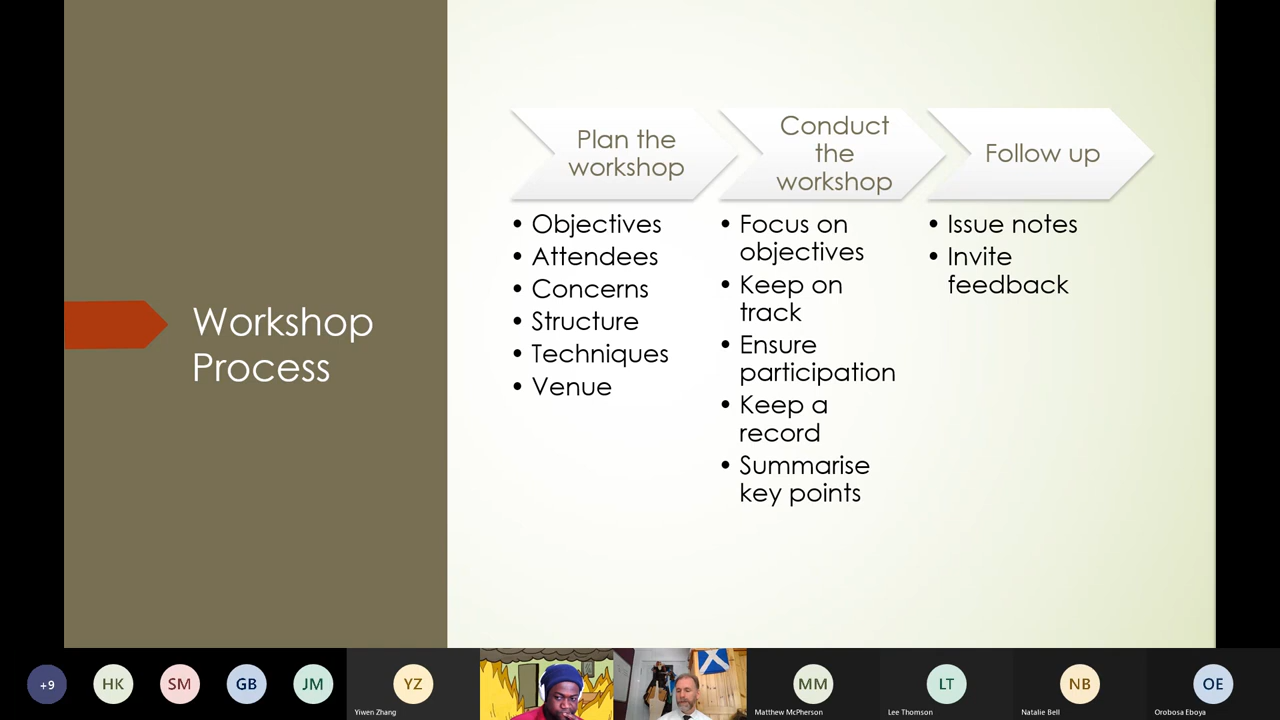 Workshop
Process
Plan the
workshop
• Objectives
• Attendees
• Concerns
• Structure
• Techniques
• Venue
Conduct
the
workshop
• Focus on
objectives
• Keep on
track
• Ensure
participation
• Keep a
record
• Summarise
key points
Follow up
• Issue notes
• Invite
feedback
+9
HK
SM
GB
JM
YZ
Yiwen Zhang
MM
Matthew McPherson
LT
Lee Thomson
NB
Natalie Bell
OE
Orobosa Eboya